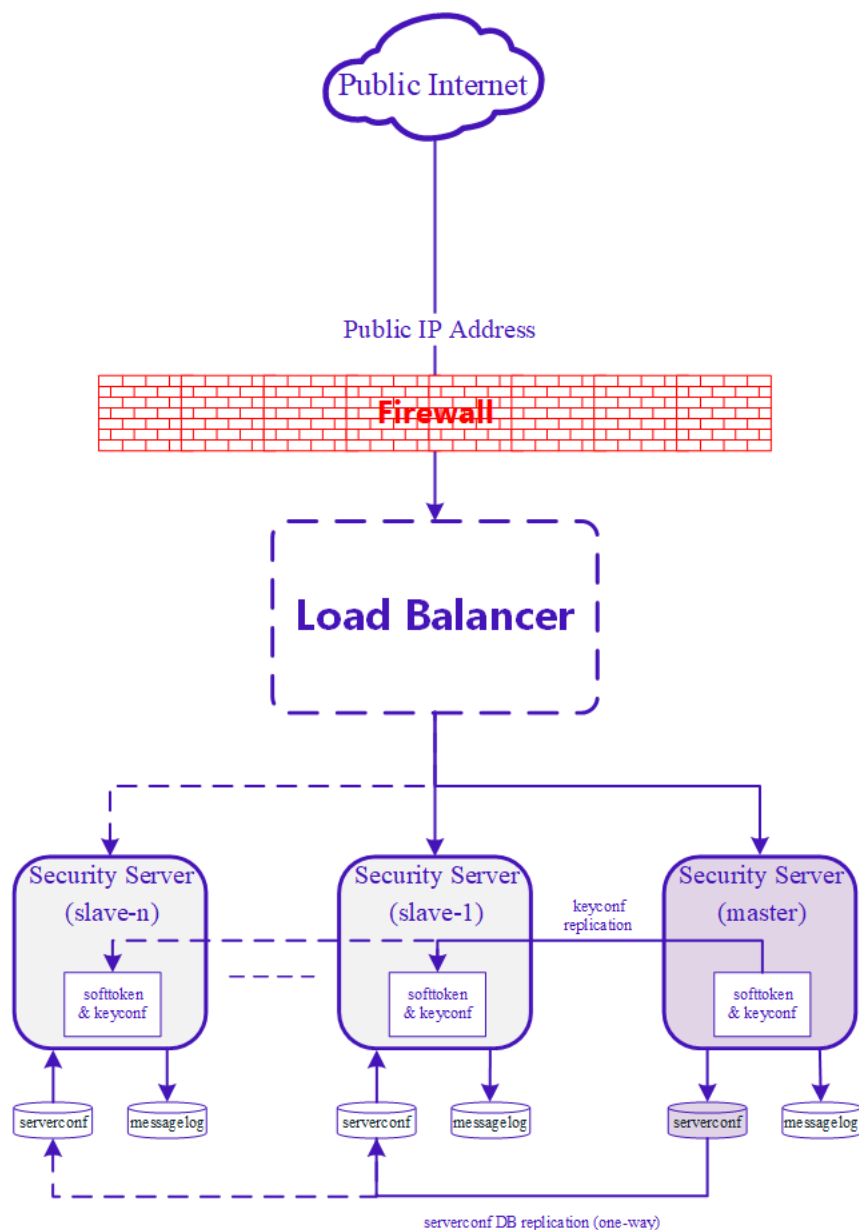 Public Internet
Public IP Address
Firewall
Load Balancer
Security Server
(slave-n)
Security Server
(slave-1)
Security Server
(master)
keyconf
replication
softtoken
& keyconf
softtoken
& keyconf
softtoken
& keyconf
serverconf
messagelog
serverconf
messagelog
serverconf
messagelog
serverconf DB replication (one-way)